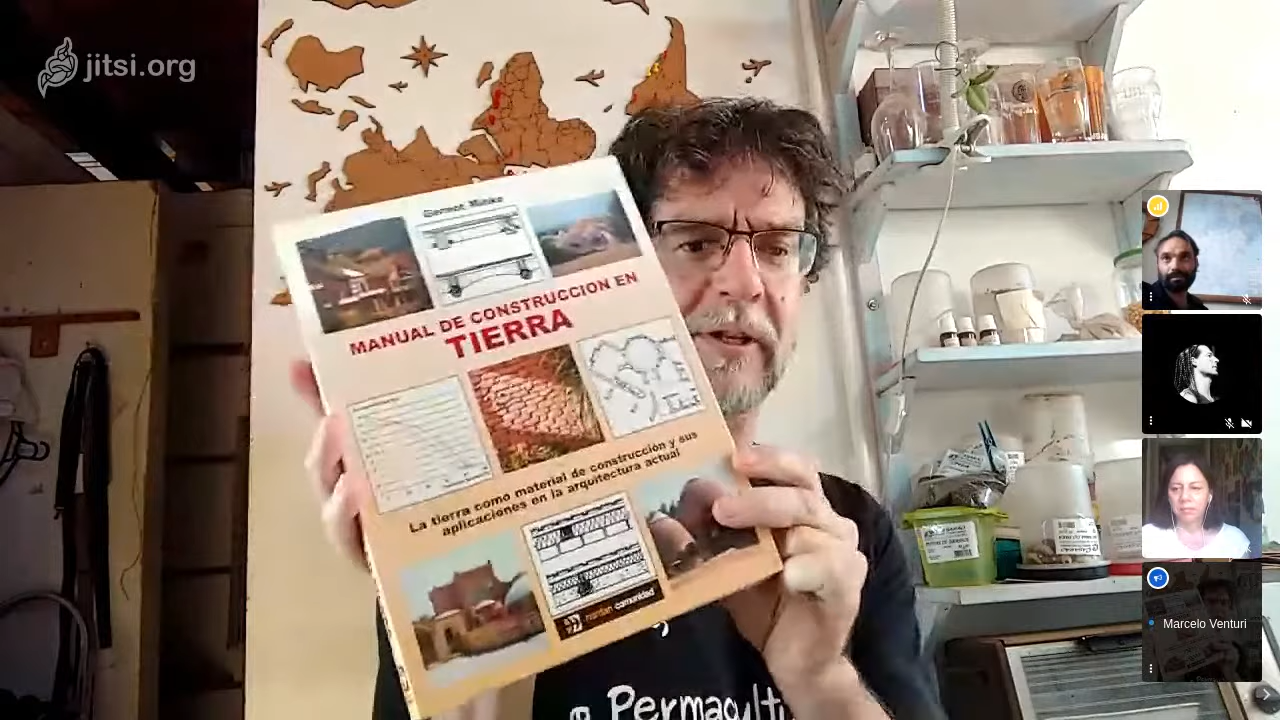 jitsi.org
Gernot Minke
MANUAL DE CONSTRUCCION EN
TIERRA
La tierra como material de construcción y sus
aplicaciones en la arquitectura actual
comunidad
Marcelo Venturi